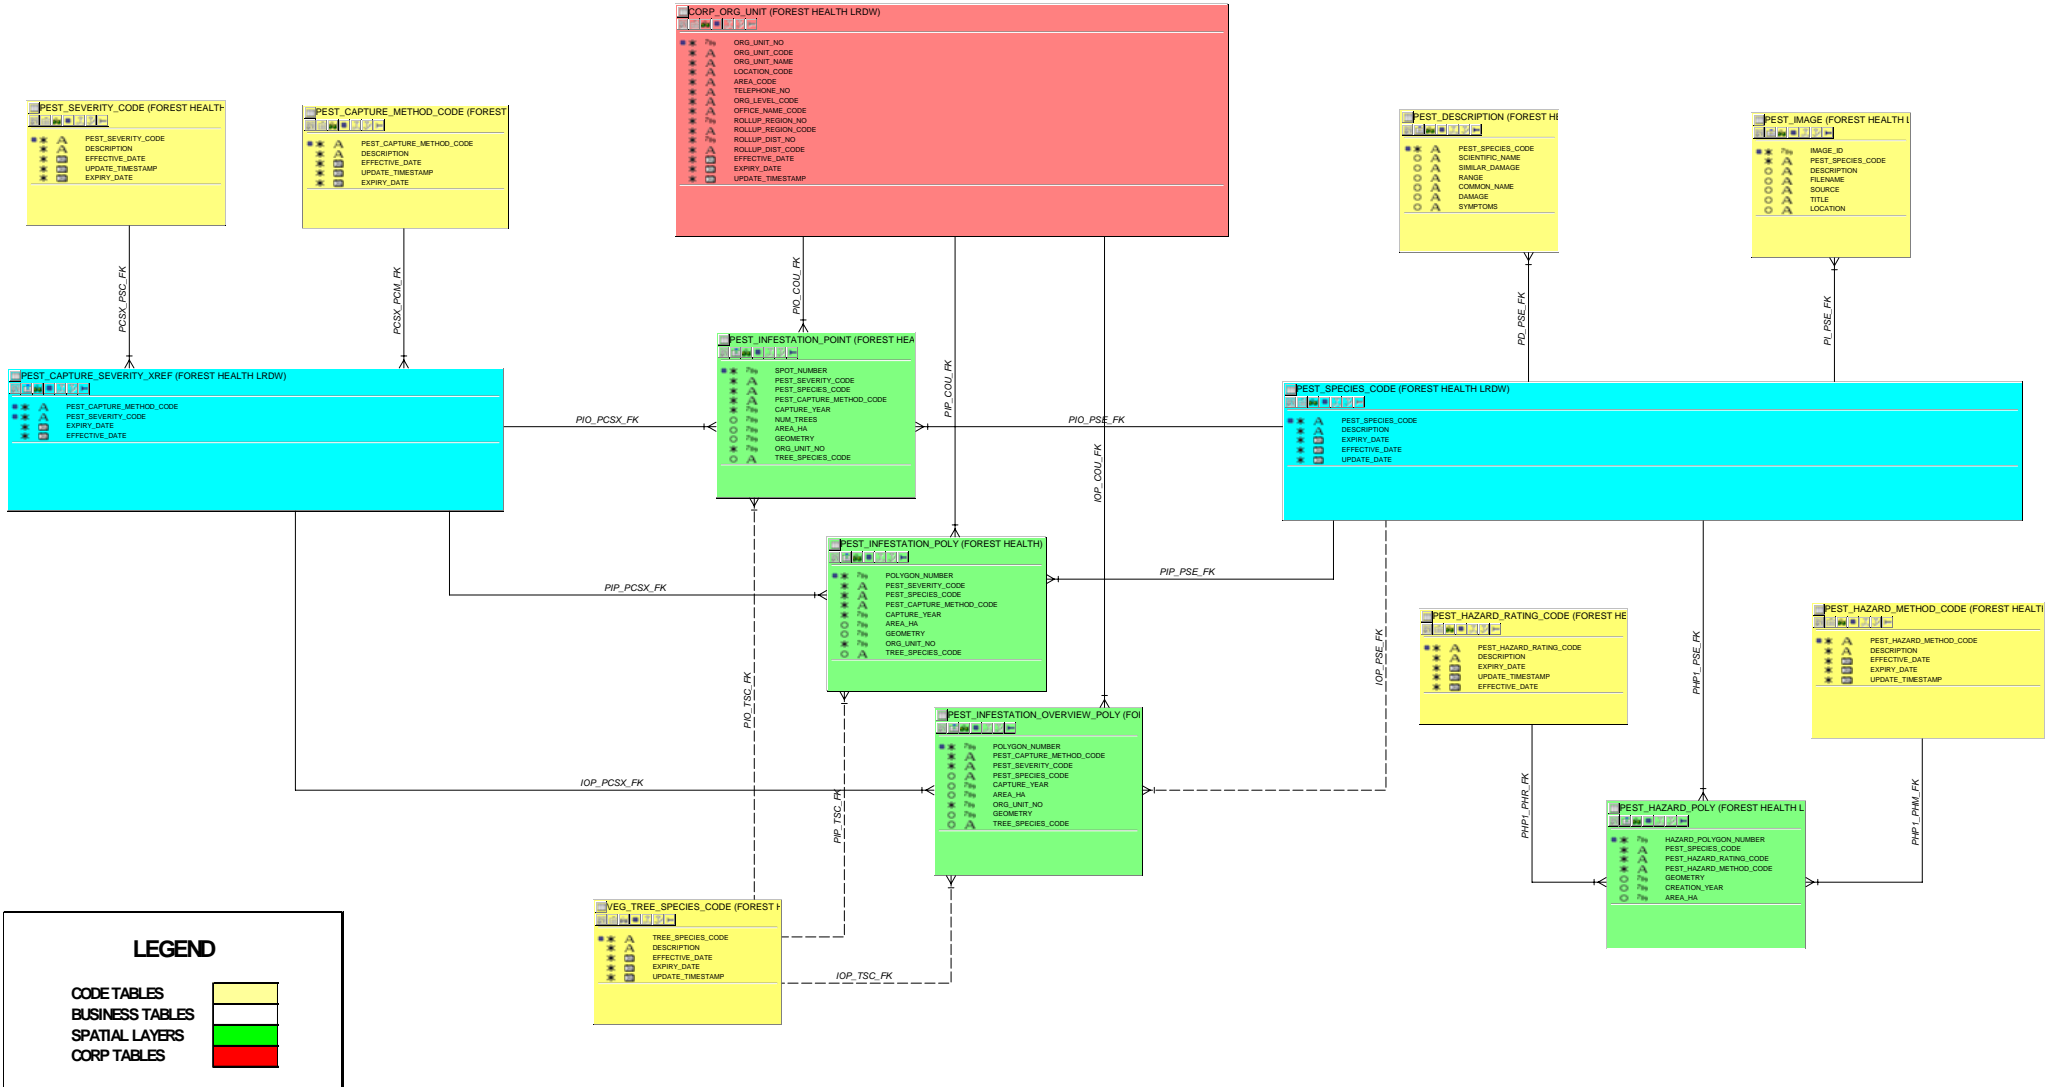 CORP_ORG_UNIT (FOREST HEALTH LRDW)
ORG_UNIT_NO
ORG_UNIT_CODE
ORG_UNIT_NAME
LOCATION_CODE
AREA_CODE
TELEPHONE_NO
ORG_LEVEL_CODE
OFFICE_NAME_CODE
ROLLUP_REGION_NO
ROLLUP_REGION_CODE
ROLLUP_DIST_NO
ROLLUP_DIST_CODE
EFFECTIVE_DATE
EXPIRY_DATE
UPDATE_TIMESTAMP
PEST_SEVERITY_CODE (FOREST HEALTH
PEST_SEVERITY_CODE
DESCRIPTION
EFFECTIVE_DATE
UPDATE_TIMESTAMP
EXPIRY_DATE
PEST_CAPTURE_METHOD_CODE (FOREST
PEST_CAPTURE_METHOD_CODE
DESCRIPTION
EFFECTIVE_DATE
UPDATE_TIMESTAMP
EXPIRY_DATE
PEST_DESCRIPTION (FOREST HE
PEST_SPECIES_CODE
SCIENTIFIC_NAME
SIMILAR_DAMAGE
RANGE
COMMON_NAME
DAMAGE
SYMPTOMS
PEST_IMAGE (FOREST HEALTH L
IMAGE_ID
PEST_SPECIES_CODE
DESCRIPTION
FILENAME
SOURCE
TITLE
LOCATION
PCSX_PSC_FK
PCSX_PCM_FK
PIO_COU_FK
PIP_COU_FK
IOP_COU_FK
PD_PSE_FK
PI_PSE_FK
PEST_CAPTURE_SEVERITY_XREF (FOREST HEALTH LRDW)
PEST_CAPTURE_METHOD_CODE
PEST_SEVERITY_CODE
EXPIRY_DATE
EFFECTIVE_DATE
PIO_PCSX_FK
PEST_INFESTATION_POINT (FOREST HEA
SPOT_NUMBER
PEST_SEVERITY_CODE
PEST_SPECIES_CODE
PEST_CAPTURE_METHOD_CODE
CAPTURE_YEAR
NUM_TREES
AREA_HA
GEOMETRY
ORG_UNIT_NO
TREE_SPECIES_CODE
PIO_PSE_FK
PEST_SPECIES_CODE (FOREST HEALTH LRDW)
PEST_SPECIES_CODE
DESCRIPTION
EXPIRY_DATE
EFFECTIVE_DATE
UPDATE_DATE
PIP_PCSX_FK
PEST_INFESTATION_POLY (FOREST HEALTH)
POLYGON_NUMBER
PEST_SEVERITY_CODE
PEST_SPECIES_CODE
PEST_CAPTURE_METHOD_CODE
CAPTURE_YEAR
AREA_HA
GEOMETRY
ORG_UNIT_NO
TREE_SPECIES_CODE
PIP_PSE_FK
IOP_PSE_FK
PHP1_PSE_FK
PEST_HAZARD_RATING_CODE (FOREST HE
PEST_HAZARD_RATING_CODE
DESCRIPTION
EXPIRY_DATE
UPDATE_TIMESTAMP
EFFECTIVE_DATE
PEST_HAZARD_METHOD_CODE (FOREST HEALTI
PEST_HAZARD_METHOD_CODE
DESCRIPTION
EFFECTIVE_DATE
EXPIRY_DATE
UPDATE_TIMESTAMP
PIO_TSC_FK
PIP_TSC_FK
IOP_PCSX_FK
PEST_INFESTATION_OVERVIEW_POLY (FOI
POLYGON_NUMBER
PEST_CAPTURE_METHOD_CODE
PEST_SEVERITY_CODE
PEST_SPECIES_CODE
CAPTURE_YEAR
AREA_HA
ORG_UNIT_NO
GEOMETRY
TREE_SPECIES_CODE
PHP1_PHR_FK
PHP1_PHM_FK
PEST_HAZARD_POLY (FOREST HEALTH L
HAZARD_POLYGON_NUMBER
PEST_SPECIES_CODE
PEST_HAZARD_RATING_CODE
PEST_HAZARD_METHOD_CODE
GEOMETRY
CREATION_YEAR
AREA_HA
VEG_TREE_SPECIES_CODE (FOREST H
TREE_SPECIES_CODE
DESCRIPTION
EFFECTIVE_DATE
EXPIRY_DATE
UPDATE_TIMESTAMP
IOP_TSC_FK
LEGEND
CODE TABLES
BUSINESS TABLES
SPATIAL LAYERS
CORP TABLES